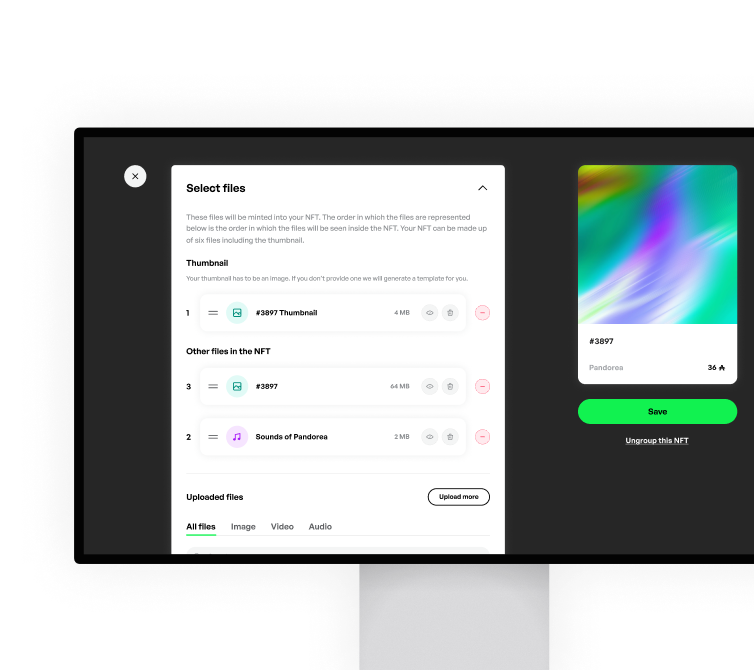 Select files
These files will be minted into your NFT. The order in which the files are represented
below is the order in which the files will be seen inside the NFT. Your NFT can be made up
of six files including the thumbnail.
Thumbnail
Your thumbnail has to be an image. If you don't provide one we will generate a template for you.
1 #3897 Thumbnail 4 MB
Other files in the NFT
3 #3897 64 MB
2 Sounds of Pandorea 2 MB
Uploaded files Upload more
All files Image Video Audio
#3897
Pandorea 36
Save
Ungroup this NFT